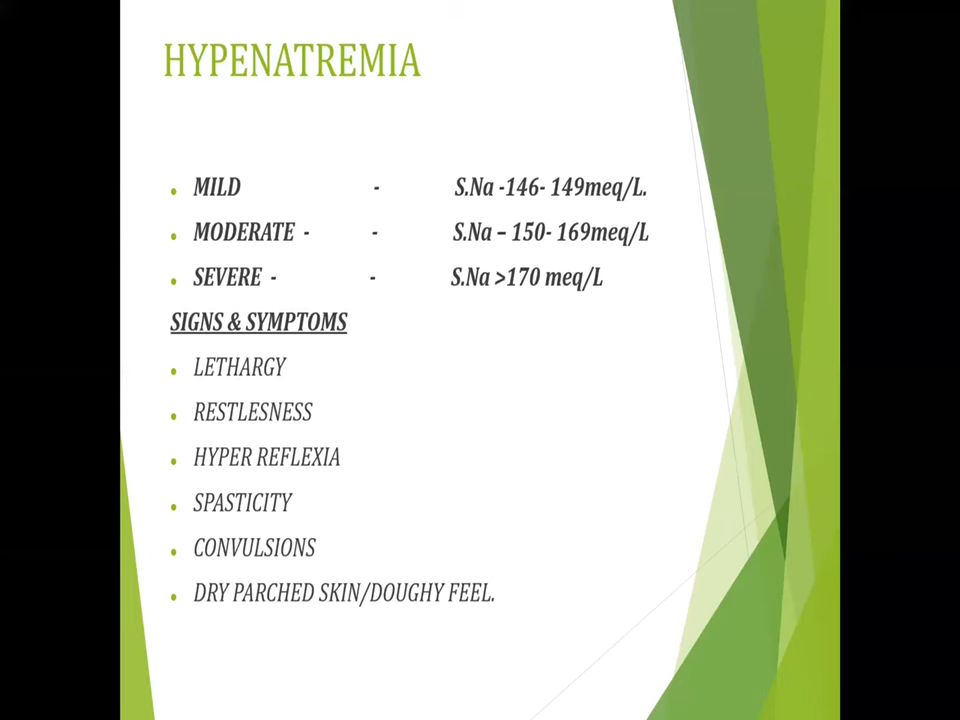 HYPENATREMIA
MILD - S.Na -146- 149meq/L.
MODERATE - - S.Na – 150- 169meq/L
SEVERE - - S.Na >170 meq/L
SIGNS & SYMPTOMS
LETHARGY
RESTLESNESS
HYPER REFLEXIA
SPASTICITY
CONVULSIONS
DRY PARCHED SKIN/DOUGHY FEEL.